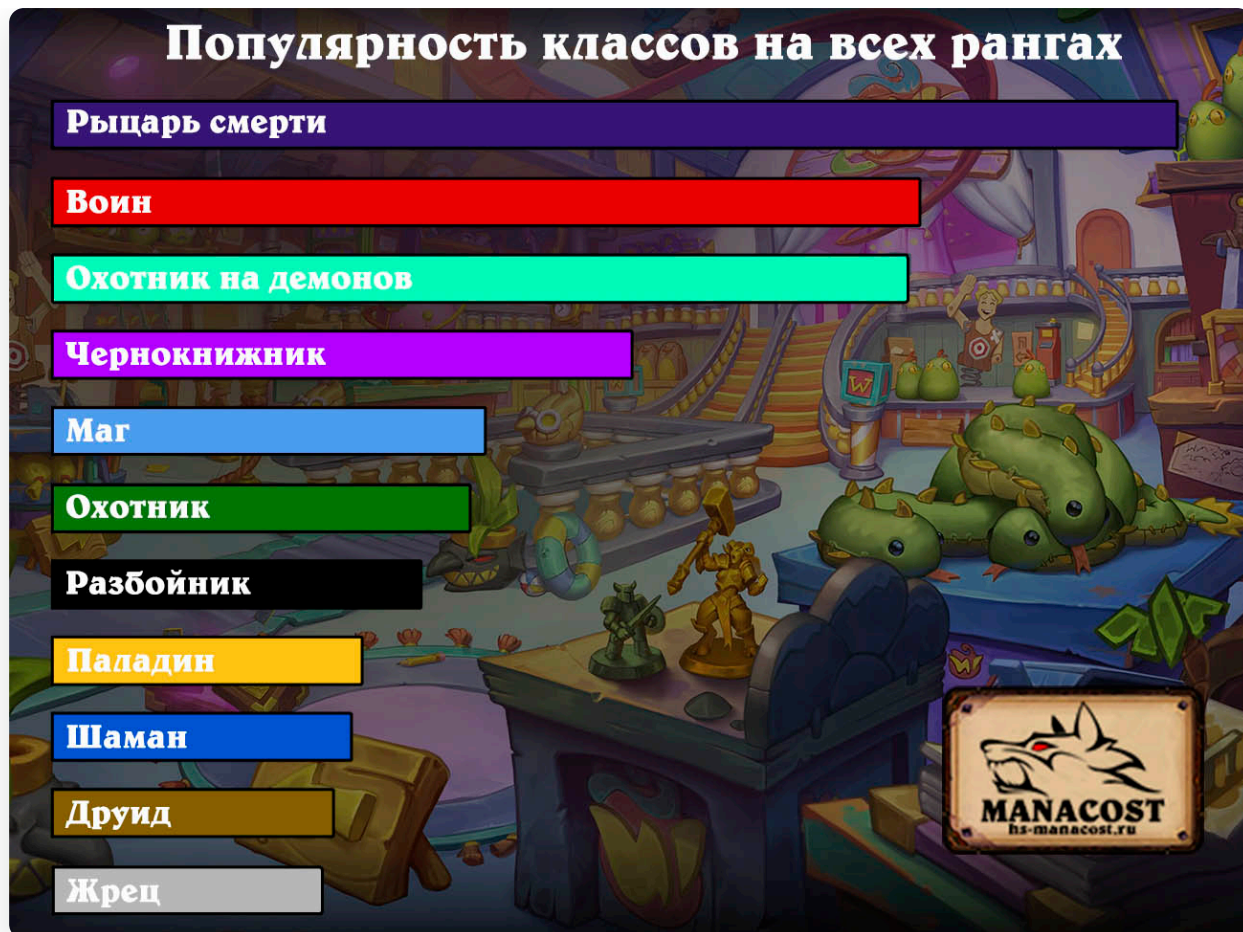 Популярность классов на всех рангах
Рыцарь смерти
Воин
Охотник на демонов
Чернокнижник
Маг
Охотник
Разбойник
Паладин
Шаман
Друид
Жрец
W
MANACOST
hs-manacost.ru